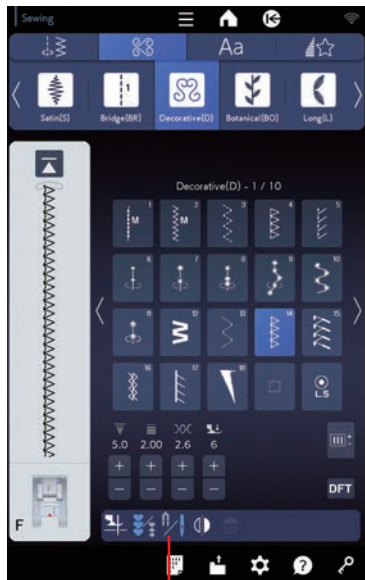 Sewing
Aa
Satin(S) Bridge(BR) Decorative(D) Botanical(BO) Long(L)
Decorative(D) - 1 / 10
M 1 M 2 3 4 5
6 7 8 9 10
11 12 13 14 15
16 17 18 L.S
5.0 2.00 2.6 6
+ + + +
− − − −
DFT
F
?